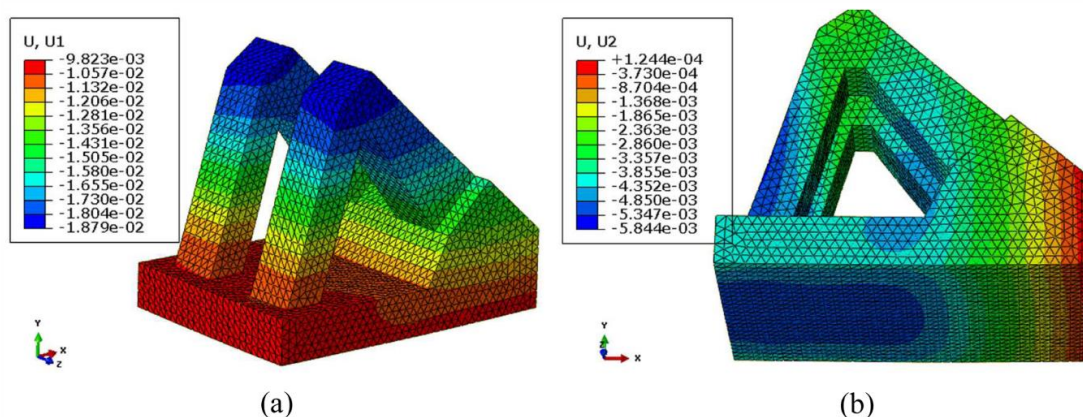 U, U1
-9.823e-03
-1.057e-02
-1.132e-02
-1.206e-02
-1.281e-02
-1.356e-02
-1.431e-02
-1.505e-02
-1.580e-02
-1.655e-02
-1.730e-02
-1.804e-02
-1.879e-02
Y
X
Z
(a)
U, U2
+1.244e-04
-3.730e-04
-8.704e-04
-1.368e-03
-1.865e-03
-2.363e-03
-2.860e-03
-3.357e-03
-3.855e-03
-4.352e-03
-4.850e-03
-5.347e-03
-5.844e-03
Y
Z
X
(b)